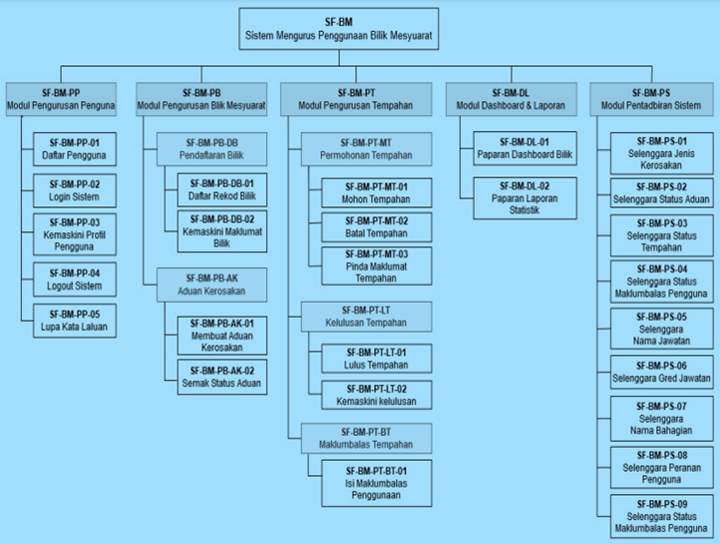 SF-BM
Sistem Mengurus Penggunaan Bilik Mesyuarat
SF-BM-PP
Modul Pengurusan Penguna
SF-BM-PP-01
Daftar Pengguna
SF-BM-PP-02
Login Sistem
SF-BM-PP-03
Kemaskini Profil
Pengguna
SF-BM-PP-04
Logout Sistem
SF-BM-PP-05
Lupa Kata Laluan
SF-BM-PB
Modul Pengurusan Blik Mesyuarat
SF-BM-PB-DB
Pendaftaran Bilik
SF-BM-PB-DB-01
Daftar Rekod Bilik
SF-BM-PB-DB-02
Kemaskini Maklumat
Bilik
SF-BM-PB-AK
Aduan Kerosakan
SF-BM-PB-AK-01
Membuat Aduan
Kerosakan
SF-BM-PB-AK-02
Semak Status Aduan
SF-BM-PT
Modul Pengurusan Tempahan
SF-BM-PT-MT
Permohonan Tempahan
SF-BM-PT-MT-01
Mohon Tempahan
SF-BM-PT-MT-02
Batal Tempahan
SF-BM-PT-MT-03
Pinda Maklumat
Tempahan
SF-BM-PT-LT
Kelulusan Tempahan
SF-BM-PT-LT-01
Lulus Tempahan
SF-BM-PT-LT-02
Kemaskini kelulusan
SF-BM-PT-BT
Maklumbalas Tempahan
SF-BM-PT-BT-01
Isi Maklumbalas
Penggunaan
SF-BM-DL
Modul Dashboard & Laporan
SF-BM-DL-01
Paparan Dashboard Bilik
SF-BM-DL-02
Paparan Laporan
Statistik
SF-BM-PS
Modul Pentadbiran Sistem
SF-BM-PS-01
Selenggara Jenis
Kerosakan
SF-BM-PS-02
Selenggara Status Aduan
SF-BM-PS-03
Selenggara Status
Tempahan
SF-BM-PS-04
Selenggara Status
Maklumbalas Pengguna
SF-BM-PS-05
Selenggara
Nama Jawatan
SF-BM-PS-06
Selenggara Gred Jawatan
SF-BM-PS-07
Selenggara
Nama Bahagian
SF-BM-PS-08
Selenggara Peranan
Pengguna
SF-BM-PS-09
Selenggara Status
Maklumbalas Pengguna